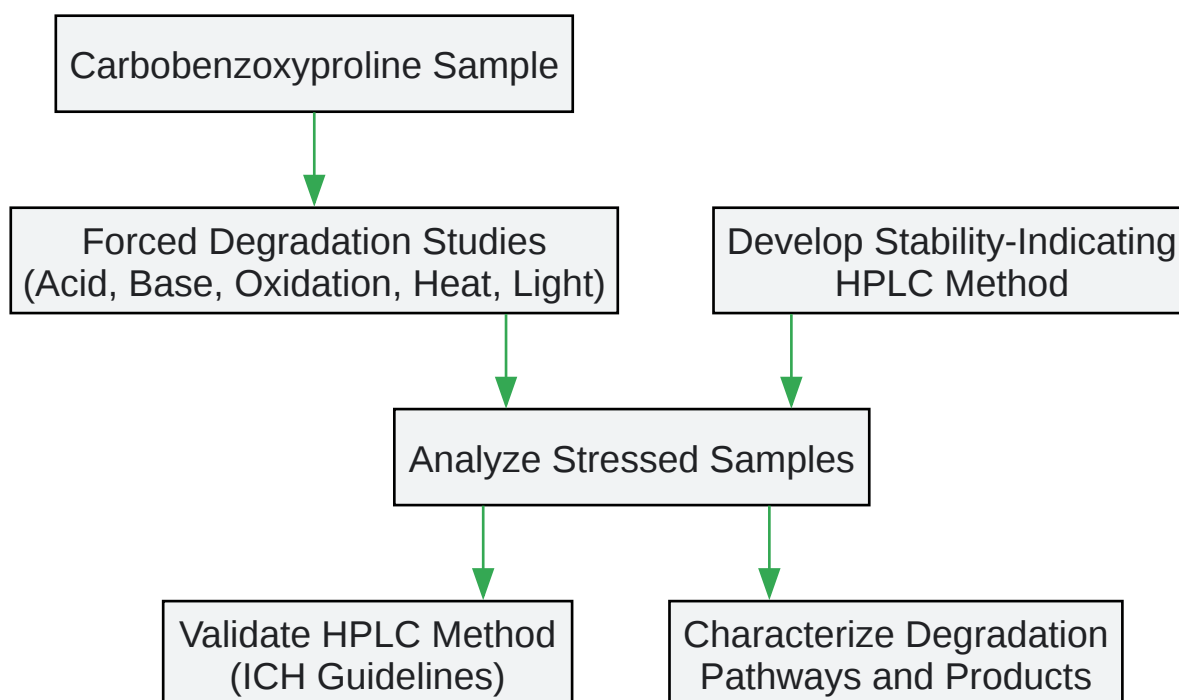 Carbobenzoxyproline Sample
Forced Degradation Studies
(Acid, Base, Oxidation, Heat, Light)
Develop Stability-Indicating
HPLC Method
Analyze Stressed Samples
Validate HPLC Method
(ICH Guidelines)
Characterize Degradation
Pathways and Products